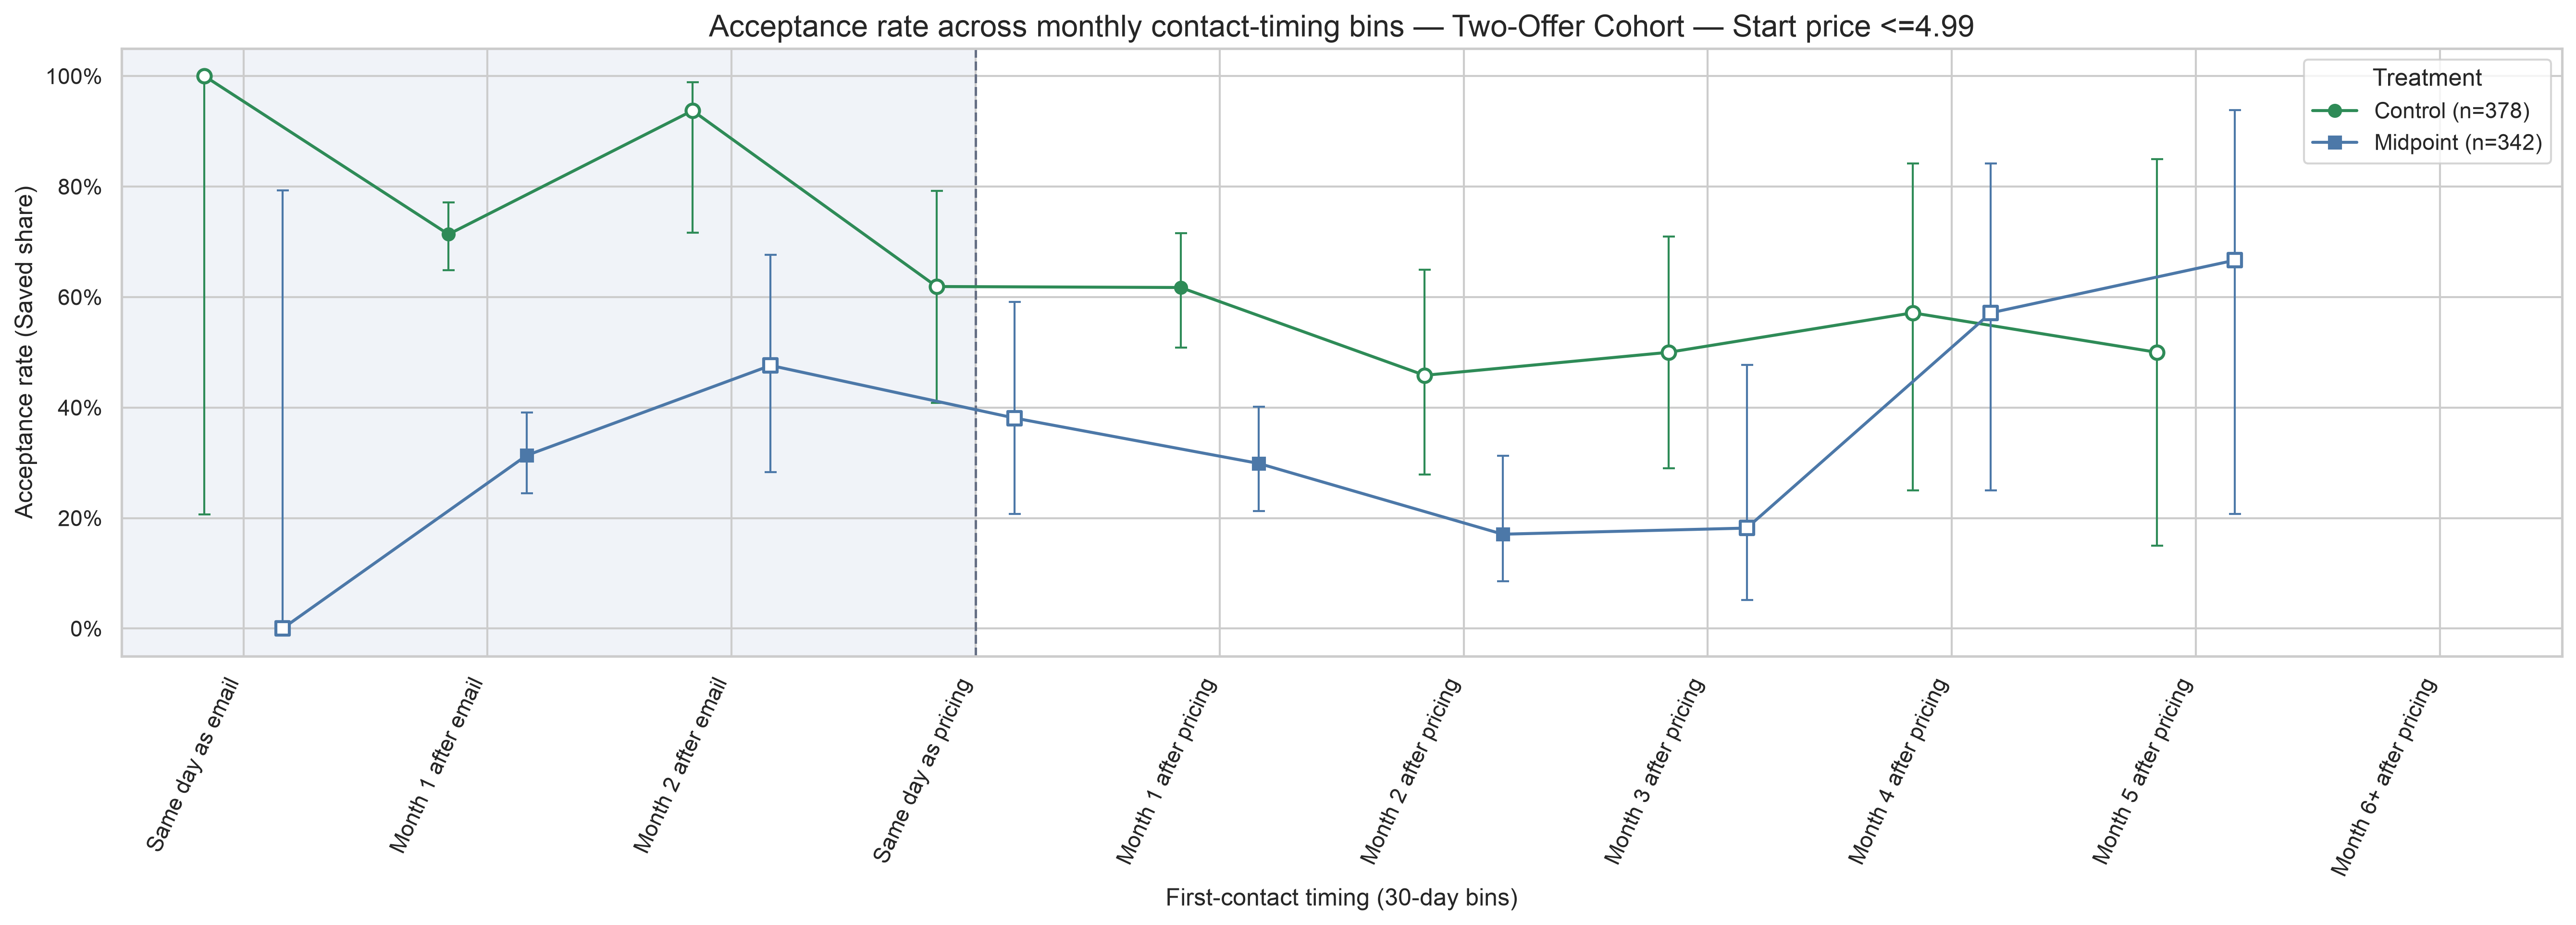 Acceptance rate across monthly contact-timing bins — Two-Offer Cohort — Start price <=4.99
Acceptance rate (Saved share)
100%
80%
60%
40%
20%
0%
Treatment
Control (n=378)
Midpoint (n=342)
Same day as email
Month 1 after email
Month 2 after email
Same day as pricing
Month 1 after pricing
Month 2 after pricing
Month 3 after pricing
Month 4 after pricing
Month 5 after pricing
Month 6+ after pricing
First-contact timing (30-day bins)